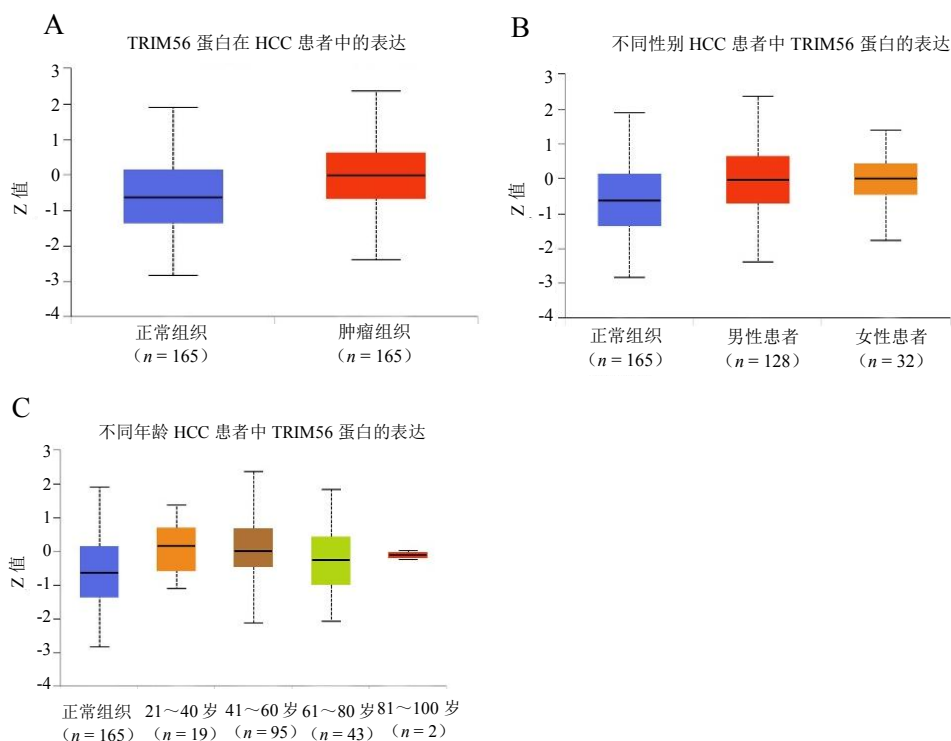 A
TRIM56 蛋白在 HCC 患者中的表达
3
2
1
0
-1
-2
-3
-4
Z 值
正常组织
(n = 165)
肿瘤组织
(n = 165)
B
不同性别 HCC 患者中 TRIM56 蛋白的表达
3
2
1
0
-1
-2
-3
-4
Z 值
正常组织
(n = 165)
男性患者
(n = 128)
女性患者
(n = 32)
C
不同年龄 HCC 患者中 TRIM56 蛋白的表达
3
2
1
0
-1
-2
-3
-4
Z 值
正常组织
(n = 165)
21～40 岁
(n = 19)
41～60 岁
(n = 95)
61～80 岁
(n = 43)
81～100 岁
(n = 2)